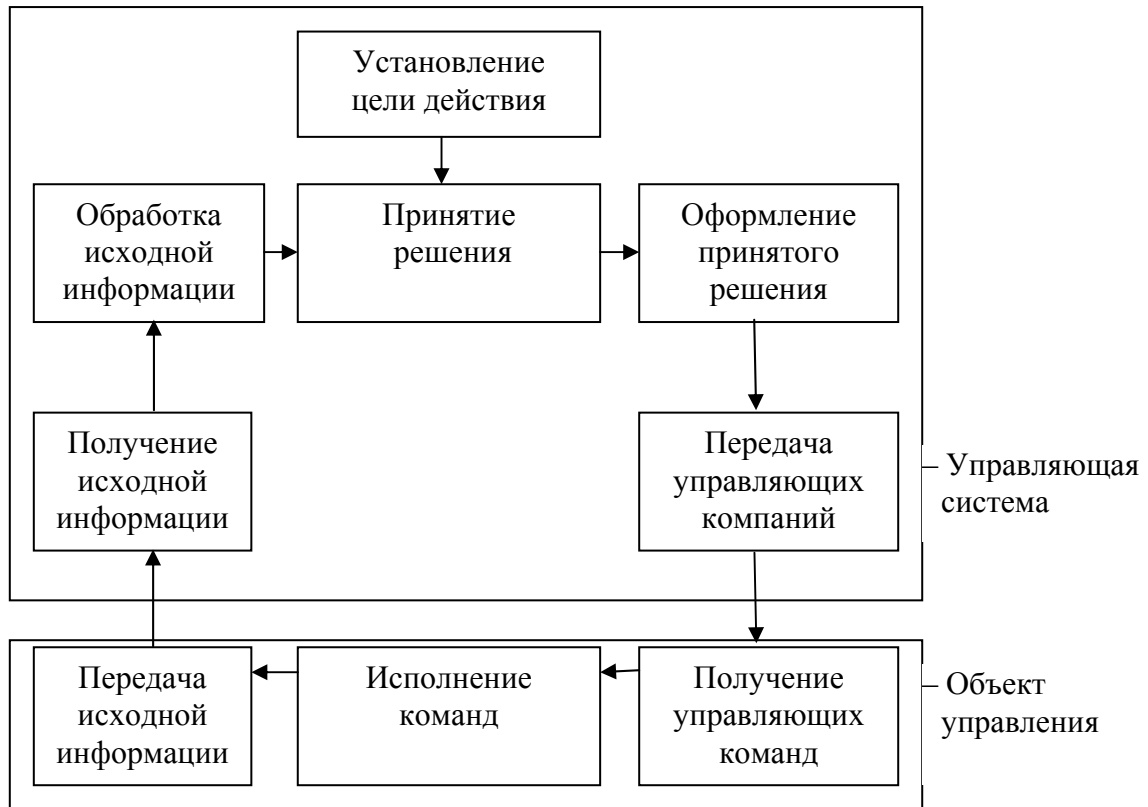 Установление
цели действия
Обработка
исходной
информации
Принятие
решения
Оформление
принятого
решения
Получение
исходной
информации
Передача
управляющих
компаний
Управляющая
система
Передача
исходной
информации
Исполнение
команд
Получение
управляющих
команд
Объект
управления